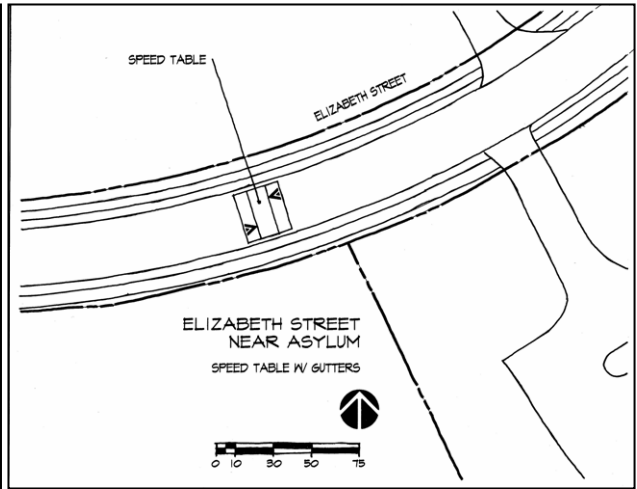 SPEED TABLE
ELIZABETH STREET
ELIZABETH STREET
NEAR ASYLUM
SPEED TABLE W/ GUTTERS
0 10 30 50 75